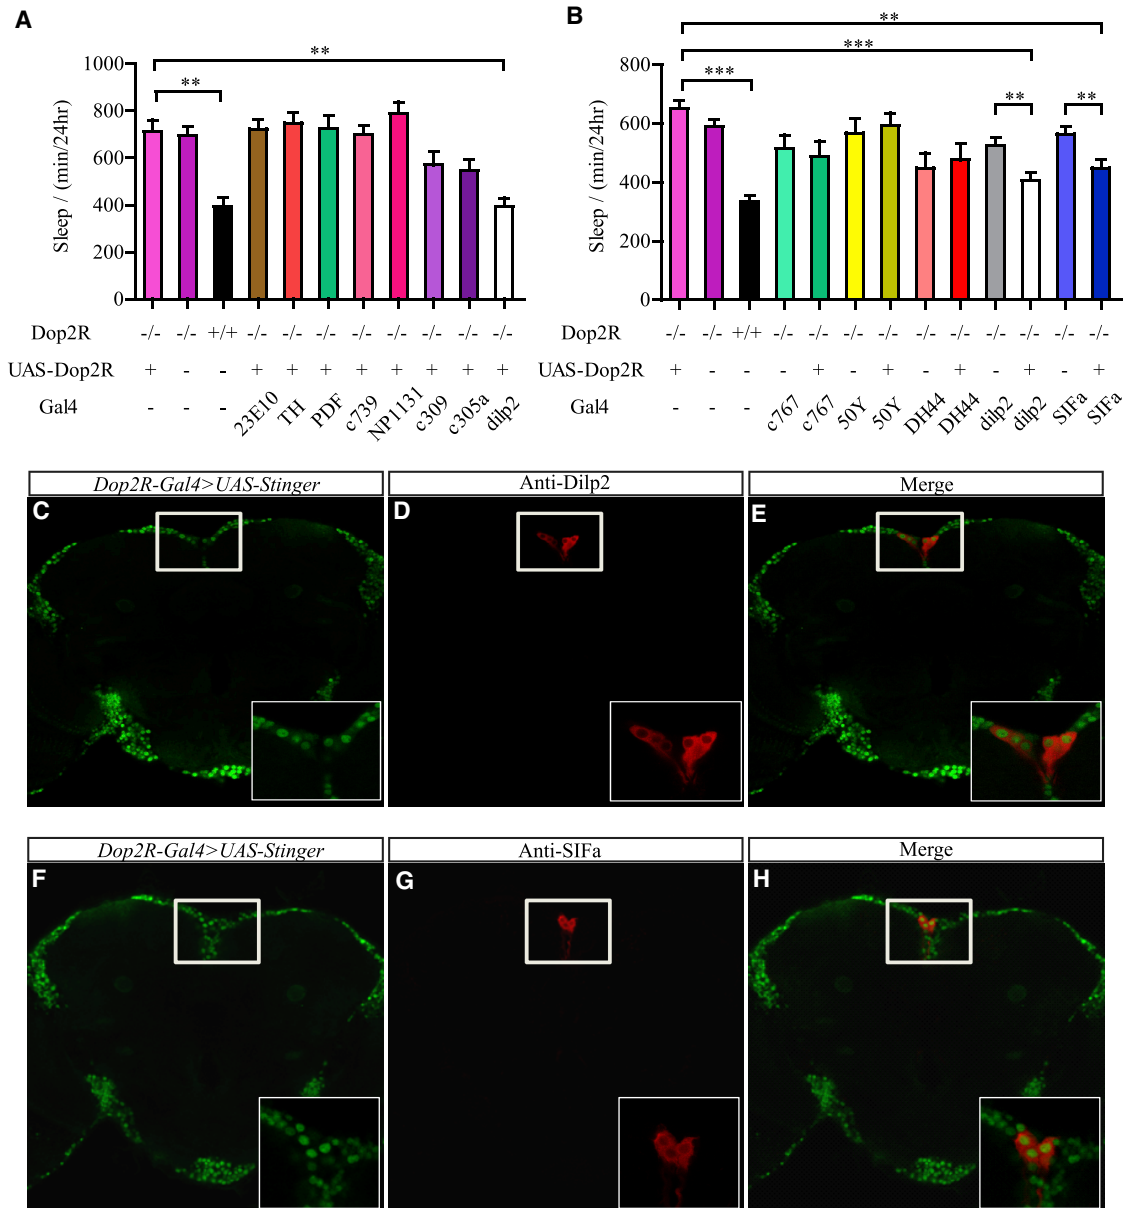 A
B
**
**
1000
800
600
400
200
0
Sleep / (min/24hr)
Dop2R -/- -/- +/+ -/- -/- -/- -/- -/- -/- -/- -/-
UAS-Dop2R + - - + + + + + + + +
Gal4 - - - 23E10 TH PDF c739 NP1131 c309 c305a dilp2
**
***
***
**
**
800
600
400
200
0
Sleep / (min/24hr)
Dop2R -/- -/- +/+ -/- -/- -/- -/- -/- -/- -/- -/- -/- -/-
UAS-Dop2R + - - - + - + - + - + - +
Gal4 - - - c767 c767 50Y 50Y DH44 DH44 dilp2 dilp2 SIFa SIFa
Dop2R-Gal4>UAS-Stinger
Anti-Dilp2
Merge
C
D
E
Dop2R-Gal4>UAS-Stinger
Anti-SIFa
Merge
F
G
H